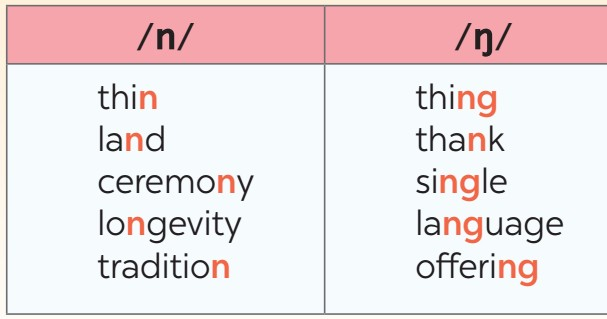 /n/ /ŋ/
thin thing
land thank
ceremony single
longevity language
tradition offering